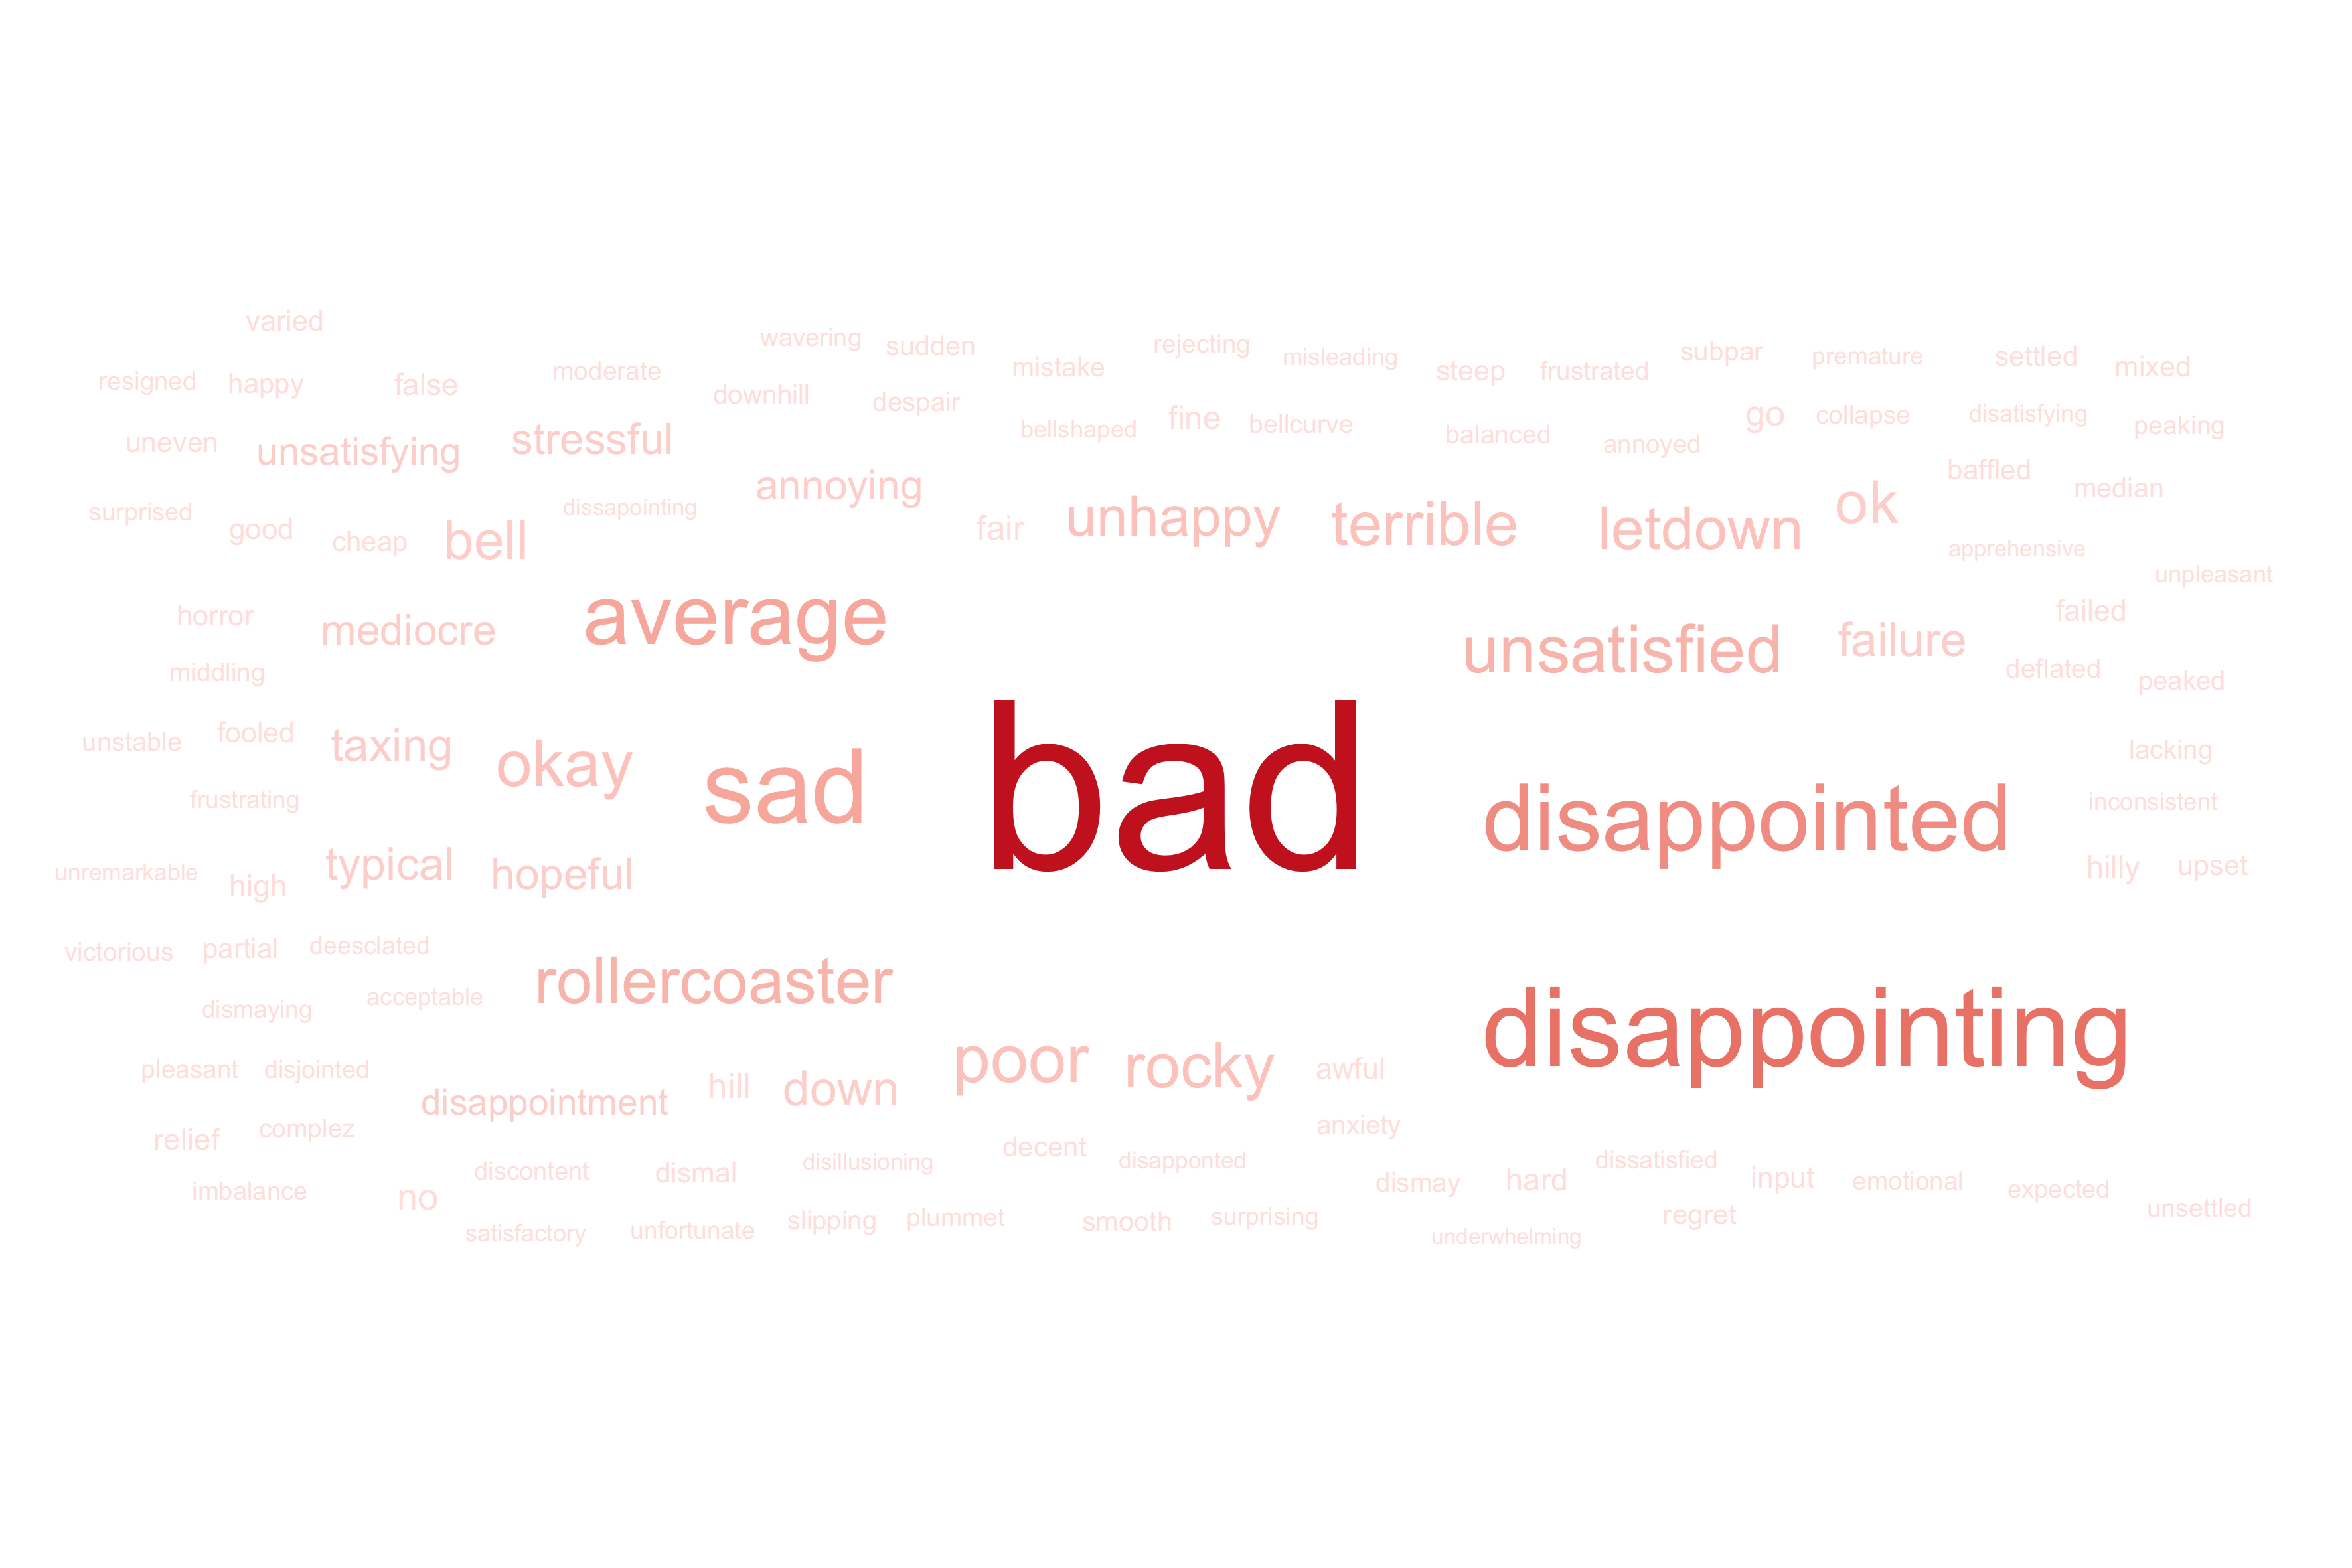 varied
wavering
sudden
rejecting
misleading
mistake
steep
frustrated
subpar
premature
settled
mixed
resigned
happy
false
moderate
downhill
despair
bellshaped
fine
bellcurve
balanced
annoyed
go
collapse
disatisfying
peaking
uneven
unsatisfying
stressful
annoying
baffled
median
surprised
good
cheap
bell
dissapointing
fair
unhappy
terrible
letdown
ok
apprehensive
unpleasant
horror
mediocre
average
unsatisfied
failure
failed
middling
deflated
peaked
unstable
fooled
taxing
okay
sad
bad
disappointed
lacking
frustrating
inconsistent
unremarkable
high
typical
hopeful
hilly
upset
victorious
partial
deesclated
rollercoaster
disappointing
dismaying
acceptable
pleasant
disjointed
disappointment
hill
down
poor
rocky
awful
relief
complez
anxiety
imbalance
no
discontent
dismal
disillusioning
decent
disapponted
dismay
hard
dissatisfied
input
emotional
expected
unsettled
satisfactory
unfortunate
slipping
plummet
smooth
surprising
underwhelming
regret